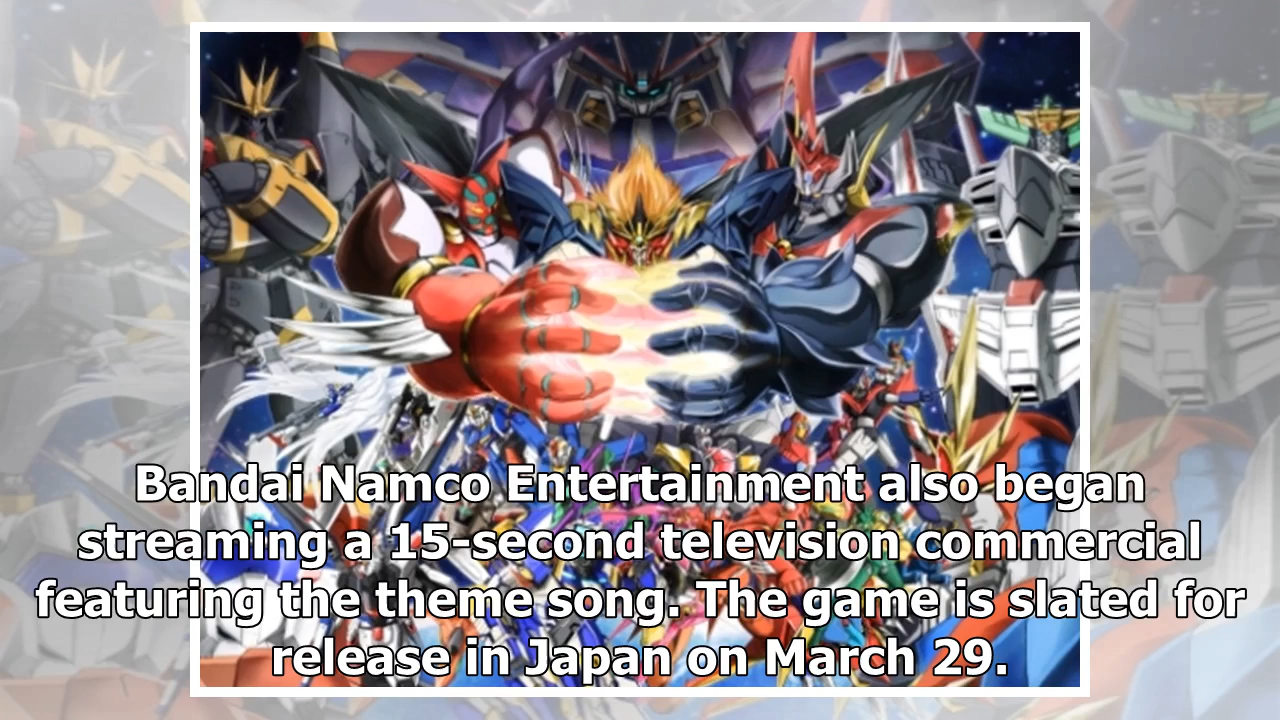 Bandai Namco Entertainment also began
streaming a 15-second television commercial
featuring the theme song. The game is slated for
release in Japan on March 29.